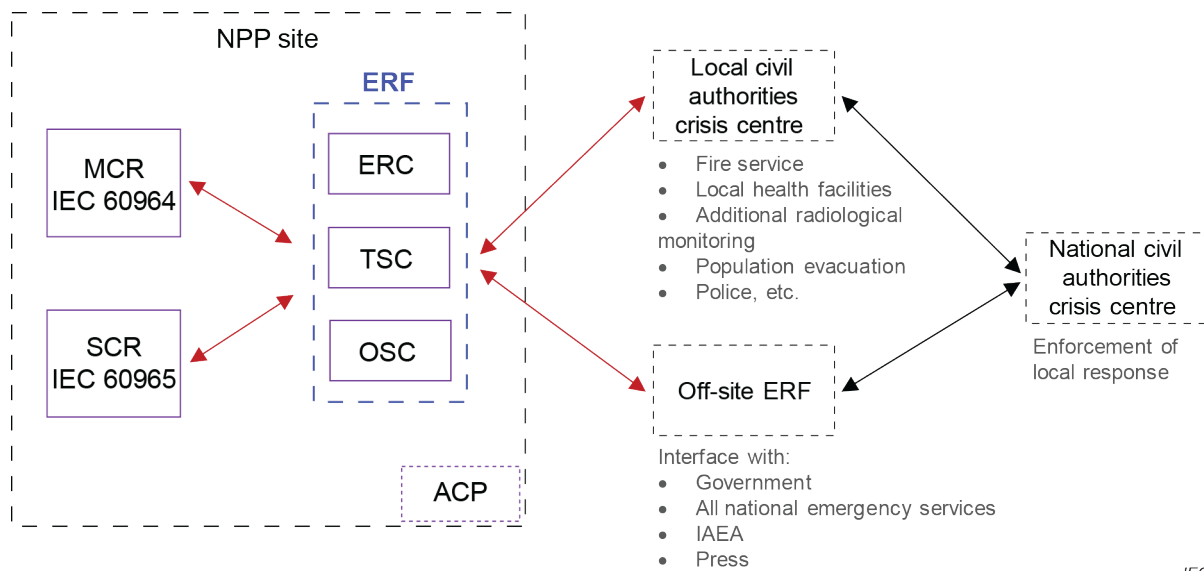 NPP site
ERF
MCR
IEC 60964
ERC
TSC
SCR
IEC 60965
OSC
ACP
Local civil
authorities
crisis centre
• Fire service
• Local health facilities
• Additional radiological
monitoring
• Population evacuation
• Police, etc.
Off-site ERF
Interface with:
• Government
• All national emergency services
• IAEA
• Press
National civil
authorities
crisis centre
Enforcement of
local response